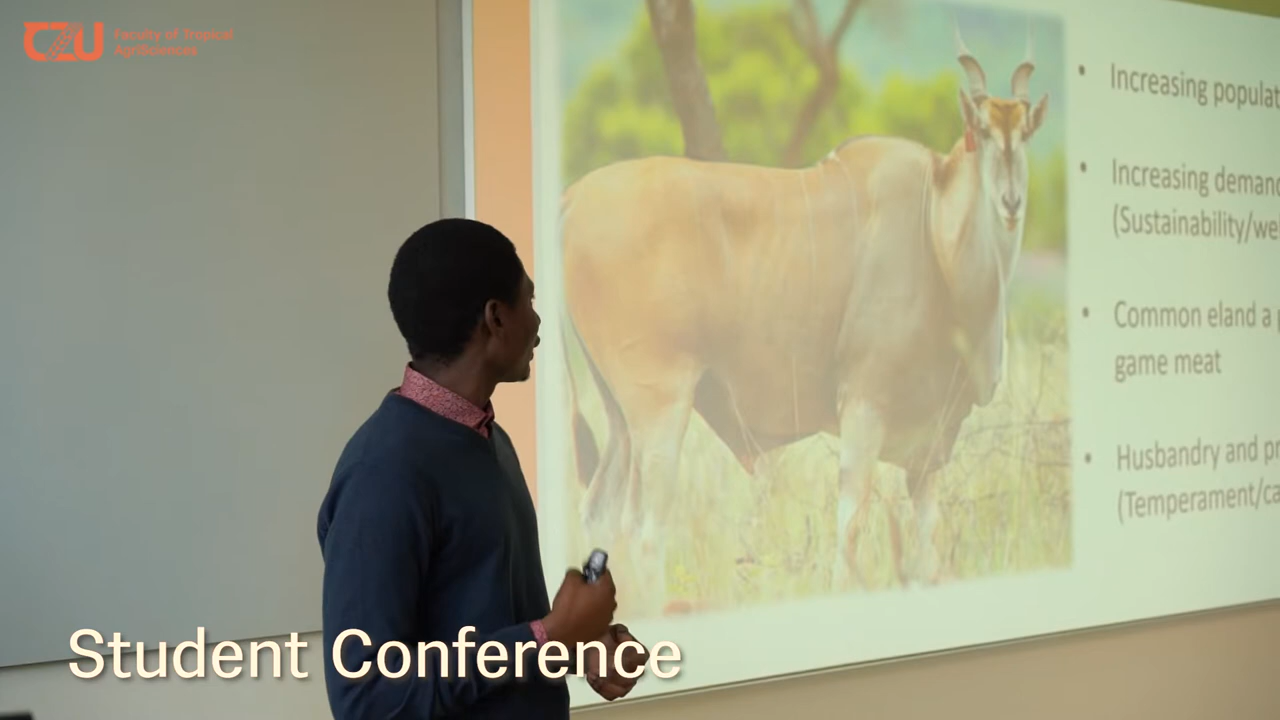 CZU
Faculty of Tropical
AgriSciences
Increasing populat
Increasing deman
(Sustainability/we
Common eland a
game meat
Husbandry and pr
(Temperament/ca
Student Conference